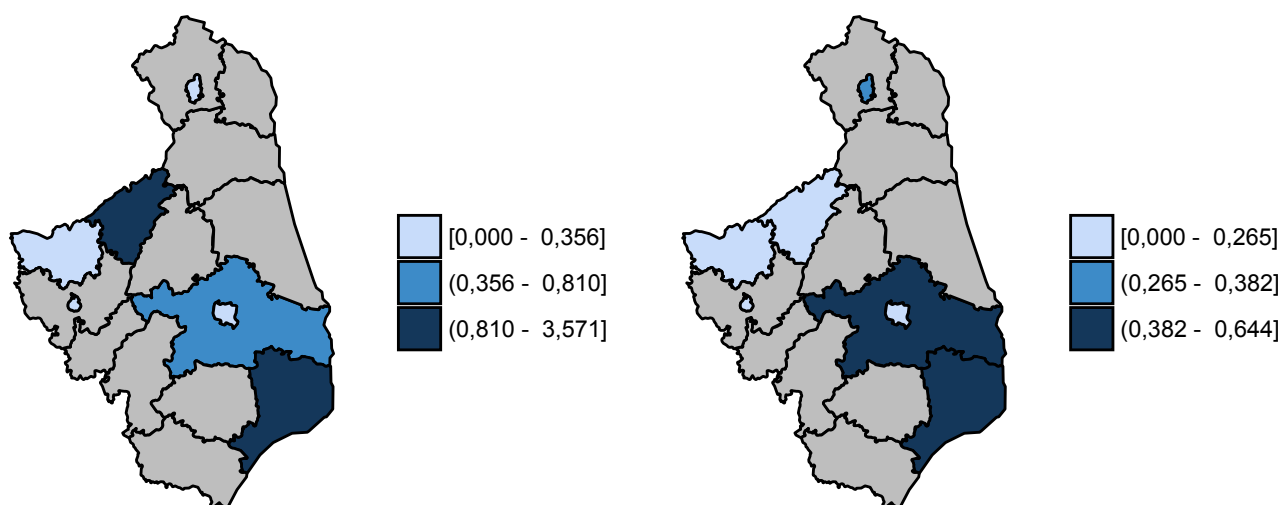 [0,000 - 0,356]
(0,356 - 0,810]
(0,810 - 3,571]
[0,000 - 0,265]
(0,265 - 0,382]
(0,382 - 0,644]